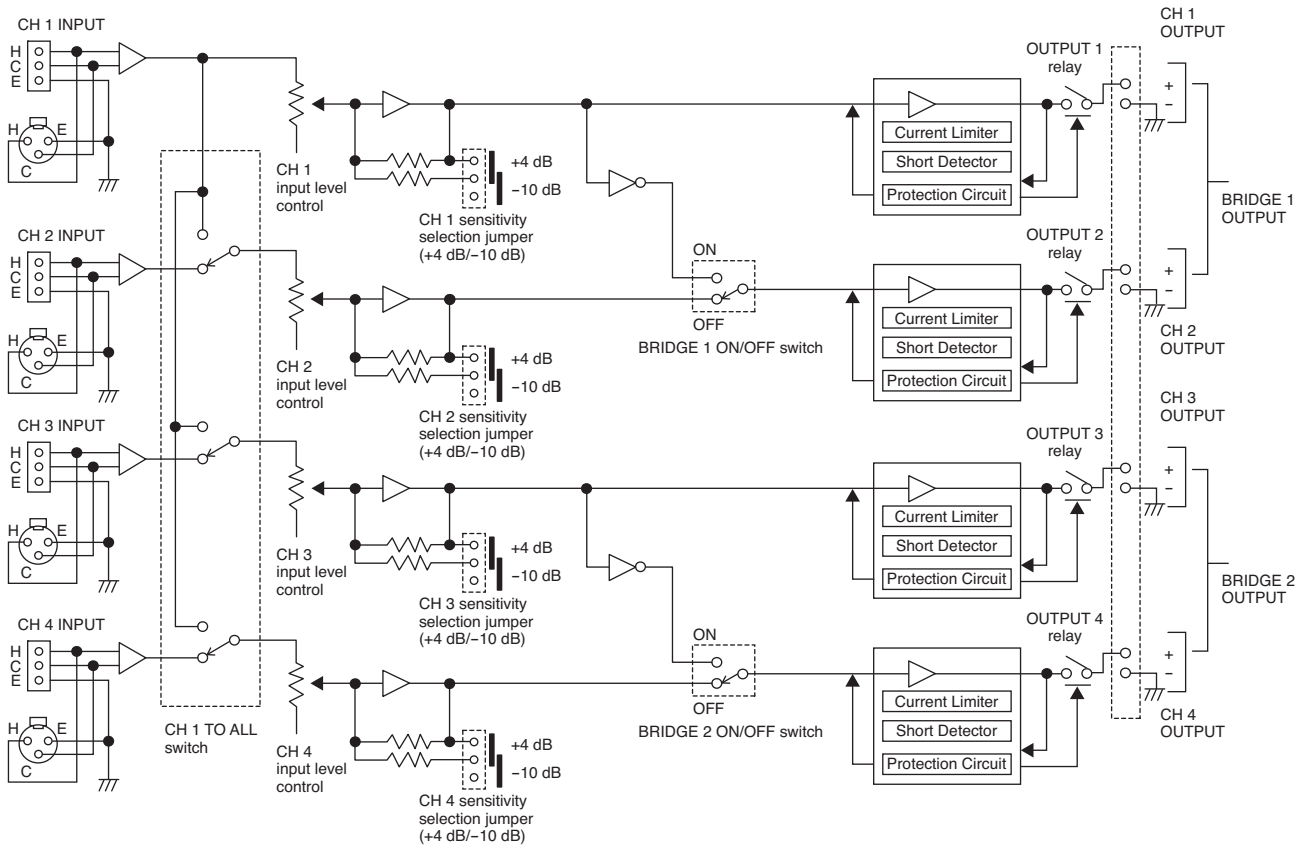 CH 1 INPUT
H
C
E
H
E
C
CH 1
input level
control
+4 dB
−10 dB
CH 1 sensitivity
selection jumper
(+4 dB/−10 dB)
Current Limiter
Short Detector
Protection Circuit
OUTPUT 1
relay
CH 1
OUTPUT
+
−
BRIDGE 1
OUTPUT
CH 2 INPUT
H
C
E
H
E
C
CH 2
input level
control
+4 dB
−10 dB
CH 2 sensitivity
selection jumper
(+4 dB/−10 dB)
ON
OFF
BRIDGE 1 ON/OFF switch
Current Limiter
Short Detector
Protection Circuit
OUTPUT 2
relay
+
−
CH 2
OUTPUT
CH 3 INPUT
H
C
E
H
E
C
CH 3
input level
control
+4 dB
−10 dB
CH 3 sensitivity
selection jumper
(+4 dB/−10 dB)
Current Limiter
Short Detector
Protection Circuit
OUTPUT 3
relay
CH 3
OUTPUT
+
−
BRIDGE 2
OUTPUT
CH 4 INPUT
H
C
E
H
E
C
CH 1 TO ALL
switch
CH 4
input level
control
+4 dB
−10 dB
CH 4 sensitivity
selection jumper
(+4 dB/−10 dB)
ON
OFF
BRIDGE 2 ON/OFF switch
Current Limiter
Short Detector
Protection Circuit
OUTPUT 4
relay
+
−
CH 4
OUTPUT